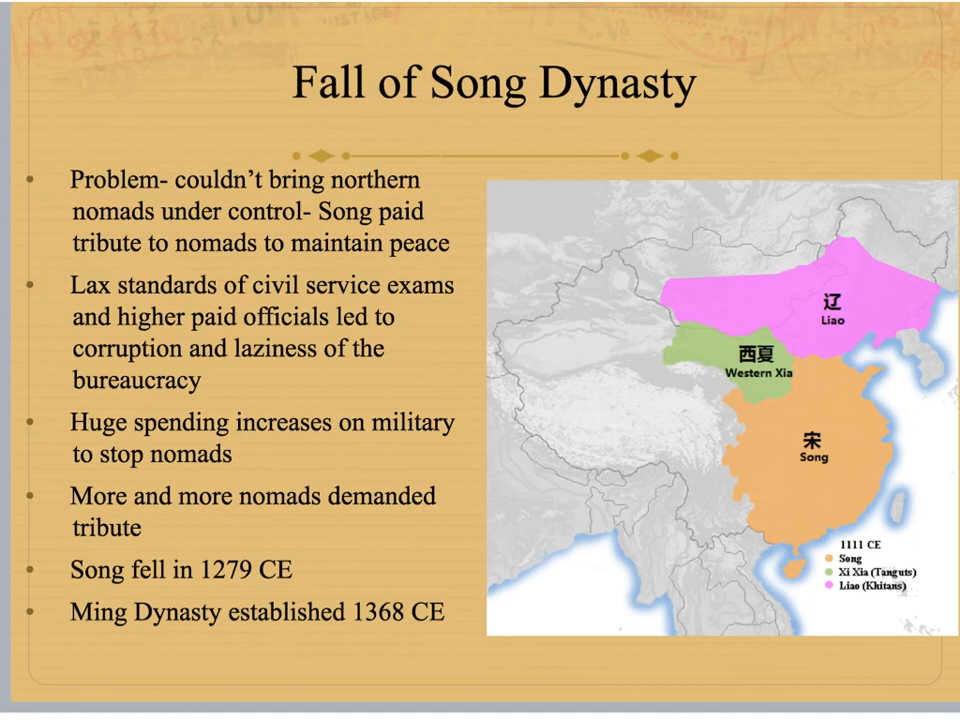 Fall of Song Dynasty
• Problem- couldn't bring northern
nomads under control- Song paid
tribute to nomads to maintain peace
• Lax standards of civil service exams
and higher paid officials led to
corruption and laziness of the
bureaucracy
• Huge spending increases on military
to stop nomads
• More and more nomads demanded
tribute
• Song fell in 1279 CE
• Ming Dynasty established 1368 CE
辽
Liao
西夏
Western Xia
宋
Song
1111 CE
Song
Xi Xia (Tanguts)
Liao (Khitans)